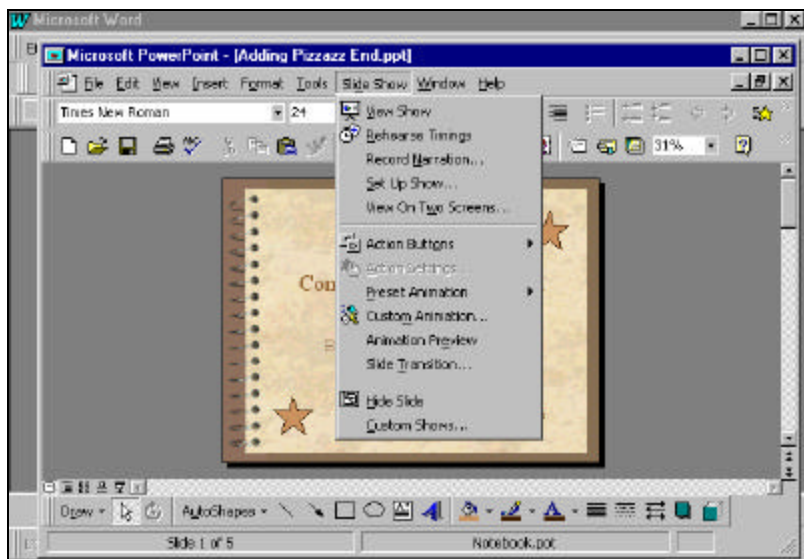 Microsoft Word
Microsoft PowerPoint - [Adding Pizzazz End.ppt]
File Edit View Insert Format Tools Slide Show Window Help
Times New Roman 24
31%
View Show
Rehearse Timings
Record Narration...
Set Up Show...
View On Two Screens...
Action Buttons
Action Settings...
Preset Animation
Custom Animation...
Animation Preview
Slide Transition...
Hide Slide
Custom Shows...
Con
Draw AutoShapes
Slide 1 of 5 Notebook.pot